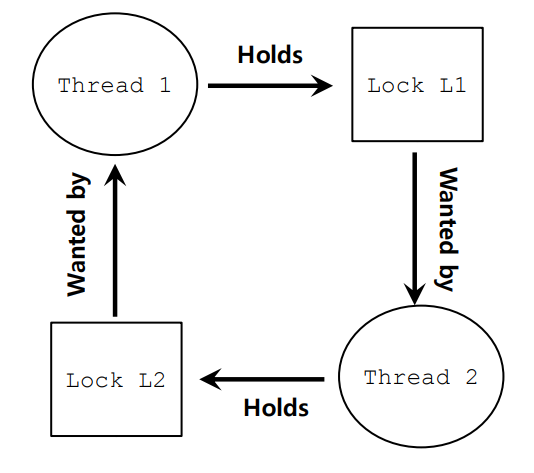 Holds
Thread 1
Lock L1
Wanted by
Wanted by
Lock L2
Thread 2
Holds